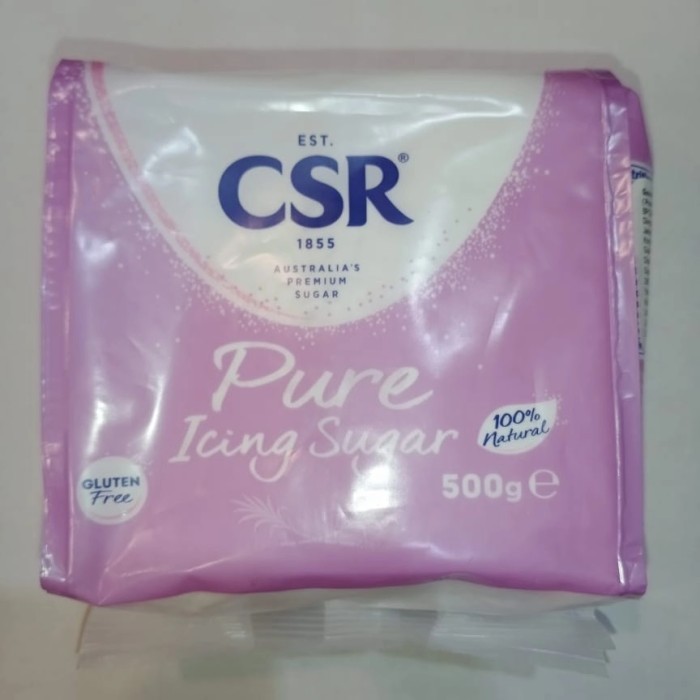 EST.
CSR®
1855
AUSTRALIA'S
PREMIUM
SUGAR
Pure
Icing Sugar
100%
Natural
GLUTEN
Free
500g ℮